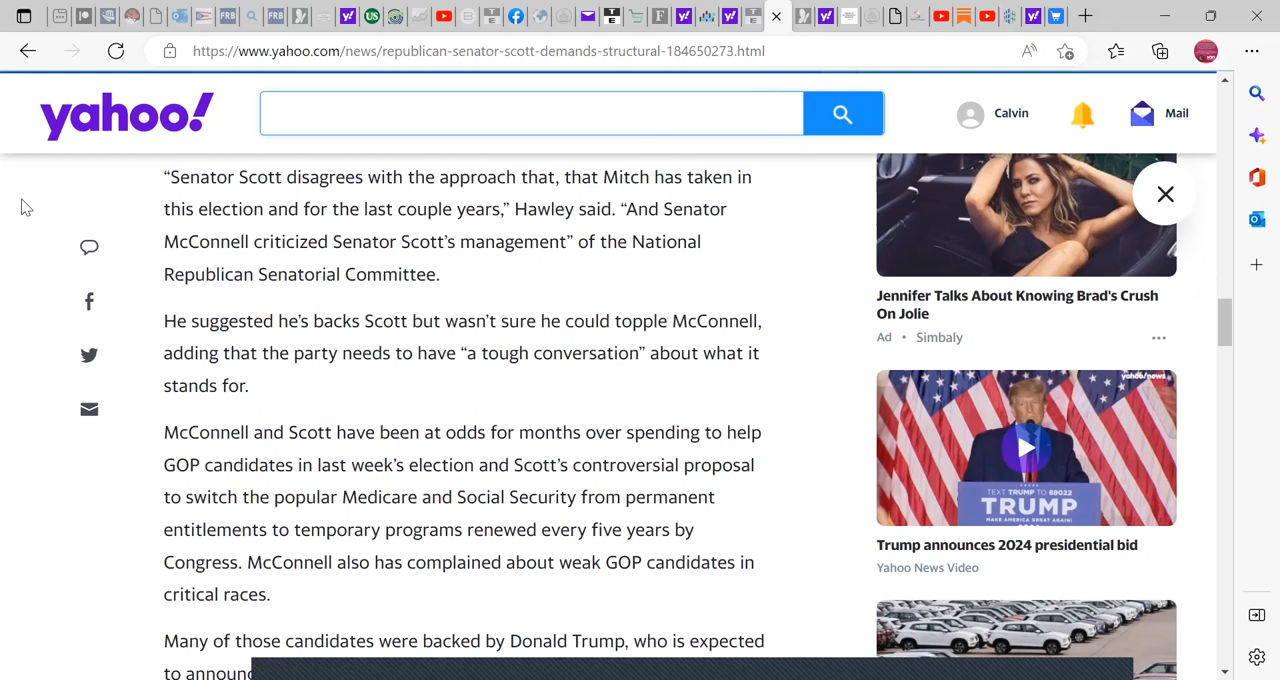 https://www.yahoo.com/news/republican-senator-scott-demands-structural-184650273.html
yahoo!
Calvin
Mail
“Senator Scott disagrees with the approach that, that Mitch has taken in
this election and for the last couple years,” Hawley said. “And Senator
McConnell criticized Senator Scott’s management” of the National
Republican Senatorial Committee.
He suggested he’s backs Scott but wasn’t sure he could topple McConnell,
adding that the party needs to have “a tough conversation” about what it
stands for.
McConnell and Scott have been at odds for months over spending to help
GOP candidates in last week’s election and Scott’s controversial proposal
to switch the popular Medicare and Social Security from permanent
entitlements to temporary programs renewed every five years by
Congress. McConnell also has complained about weak GOP candidates in
critical races.
Many of those candidates were backed by Donald Trump, who is expected
to announc
Jennifer Talks About Knowing Brad's Crush
On Jolie
Ad • Simbaly
yahoo!news
TEXT TRUMP TO 88022
TRUMP
MAKE AMERICA GREAT AGAIN!
Trump announces 2024 presidential bid
Yahoo News Video